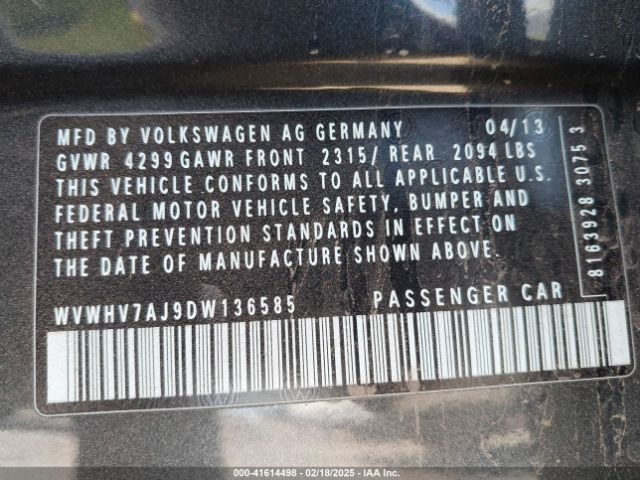 MFD BY VOLKSWAGEN AG GERMANY 04/13
GVWR 4299 GAWR FRONT 2315/ REAR 2094 LBS
THIS VEHICLE CONFORMS TO ALL APPLICABLE U.S.
FEDERAL MOTOR VEHICLE SAFETY, BUMPER AND
THEFT PREVENTION STANDARDS IN EFFECT ON
THE DATE OF MANUFACTURE SHOWN ABOVE.
WVWHV7AJ9DW136585 PASSENGER CAR
8163928 3075 3
000-41614498 - 02/18/2025 - IAA Inc.